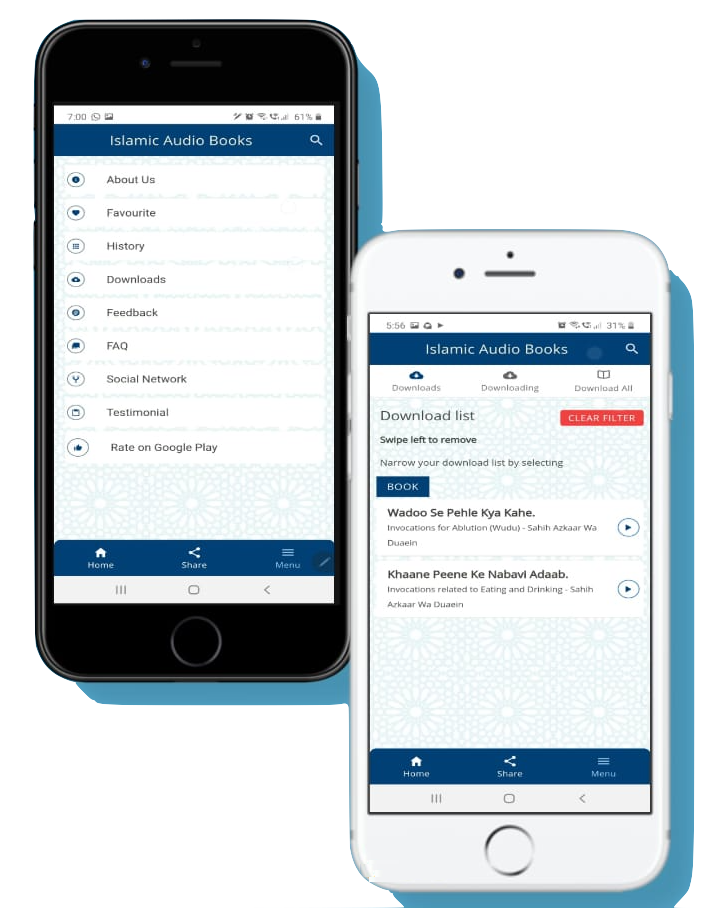 7:00 61%
Islamic Audio Books
About Us
Favourite
History
Downloads
Feedback
FAQ
Social Network
Testimonial
Rate on Google Play
Home Share Menu
5:56 31%
Islamic Audio Books
Downloads Downloading Download All
Download list CLEAR FILTER
Swipe left to remove
Narrow your download list by selecting
BOOK
Wadoo Se Pehle Kya Kahe.
Invocations for Ablution (Wudu) - Sahih Azkaar Wa
Duaein
Khaane Peene Ke Nabavi Adaab.
Invocations related to Eating and Drinking - Sahih
Azkaar Wa Duaein
Home Share Menu